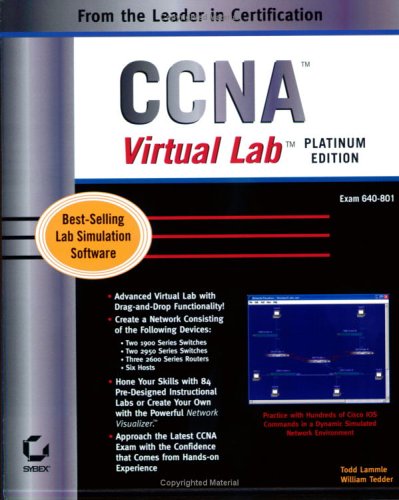 From the Leader in Certification
CCNA™
Virtual Lab™ PLATINUM
EDITION
Exam 640-801
Best-Selling
Lab Simulation
Software
• Advanced Virtual Lab with
Drag-and-Drop Functionality!
• Create a Network Consisting
of the Following Devices:
• Two 1900 Series Switches
• Two 2950 Series Switches
• Three 2600 Series Routers
• Six Hosts
• Hone Your Skills with 84
Pre-Designed Instructional
Labs or Create Your Own
with the Powerful Network
Visualizer™
• Approach the Latest CCNA
Exam with the Confidence
that Comes from Hands-on
Experience
Practice with Hundreds of Cisco IOS
Commands in a Dynamic Simulated
Network Environment
Todd Lammle
William Tedder
SYBEX®
Copyrighted Material